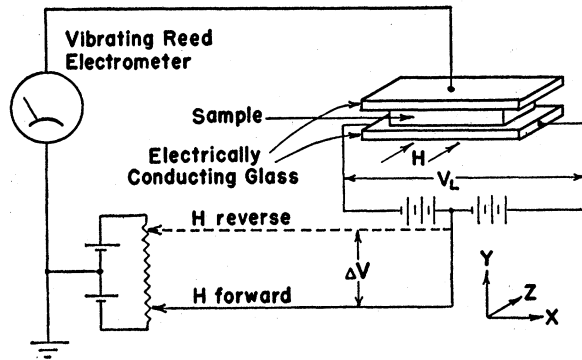 Vibrating Reed
Electrometer
Sample
Electrically
Conducting Glass
H
V_L
H reverse
ΔV
H forward
Y
Z
X